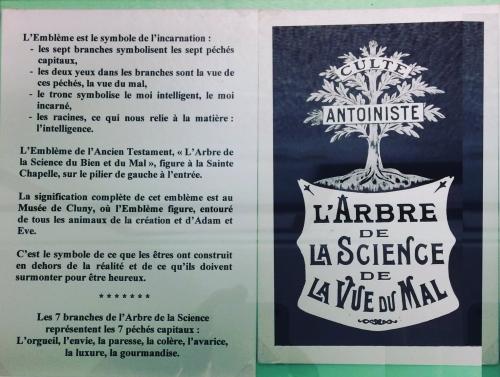 L'Emblème est le symbole de l'incarnation :
- les sept branches symbolisent les sept péchés
capitaux,
- les deux yeux dans les branches sont la vue de
ces péchés, la vue du mal,
- le tronc symbolise le moi intelligent, le moi
incarné,
- les racines, ce qui nous relie à la matière :
l'intelligence.
L'Emblème de l'Ancien Testament, « L'Arbre de
la Science du Bien et du Mal », figure à la Sainte
Chapelle, sur le pilier de gauche à l'entrée.
La signification complète de cet emblème est au
Musée de Cluny, où l'Emblème figure, entouré
de tous les animaux de la création et d'Adam et
Eve.
C'est le symbole de ce que les êtres ont construit
en dehors de la réalité et de ce qu'ils doivent
surmonter pour être heureux.
* * * * * * *
Les 7 branches de l'Arbre de la Science
représentent les 7 péchés capitaux :
L'orgueil, l'envie, la paresse, la colère, l'avarice,
la luxure, la gourmandise.
CULTE
ANTOINISTE
L'ARBRE
DE
LA SCIENCE
DE
LA VUE DU MAL